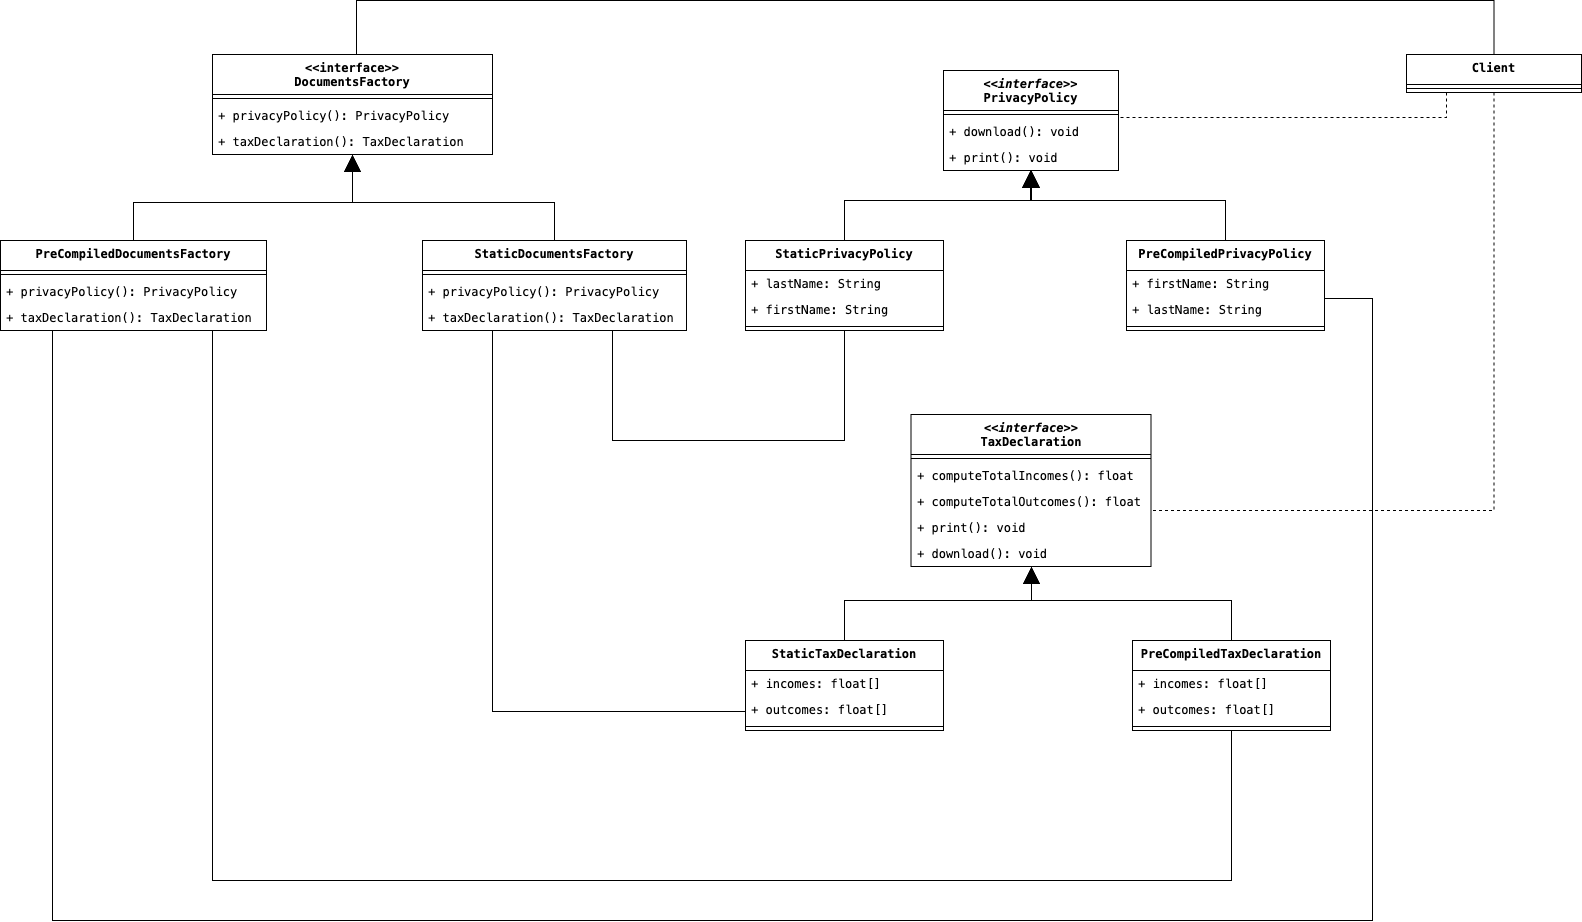 <<interface>>
DocumentsFactory
+ privacyPolicy(): PrivacyPolicy
+ taxDeclaration(): TaxDeclaration
<<interface>>
PrivacyPolicy
+ download(): void
+ print(): void
Client
PreCompiledDocumentsFactory
+ privacyPolicy(): PrivacyPolicy
+ taxDeclaration(): TaxDeclaration
StaticDocumentsFactory
+ privacyPolicy(): PrivacyPolicy
+ taxDeclaration(): TaxDeclaration
StaticPrivacyPolicy
+ lastName: String
+ firstName: String
PreCompiledPrivacyPolicy
+ firstName: String
+ lastName: String
<<interface>>
TaxDeclaration
+ computeTotalIncomes(): float
+ computeTotalOutcomes(): float
+ print(): void
+ download(): void
StaticTaxDeclaration
+ incomes: float[]
+ outcomes: float[]
PreCompiledTaxDeclaration
+ incomes: float[]
+ outcomes: float[]